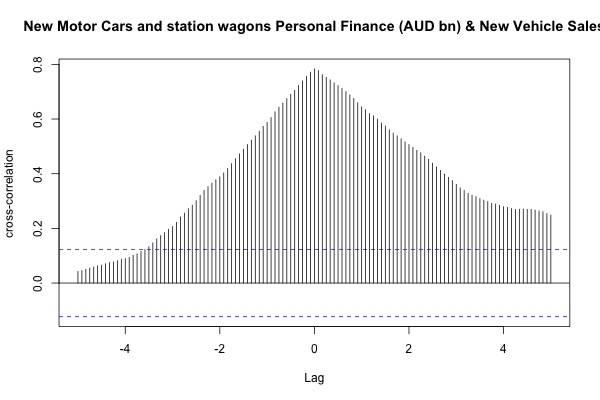 New Motor Cars and station wagons Personal Finance (AUD bn) & New Vehicle Sales
cross-correlation
0.8
0.6
0.4
0.2
0.0
-4 -2 0 2 4
Lag